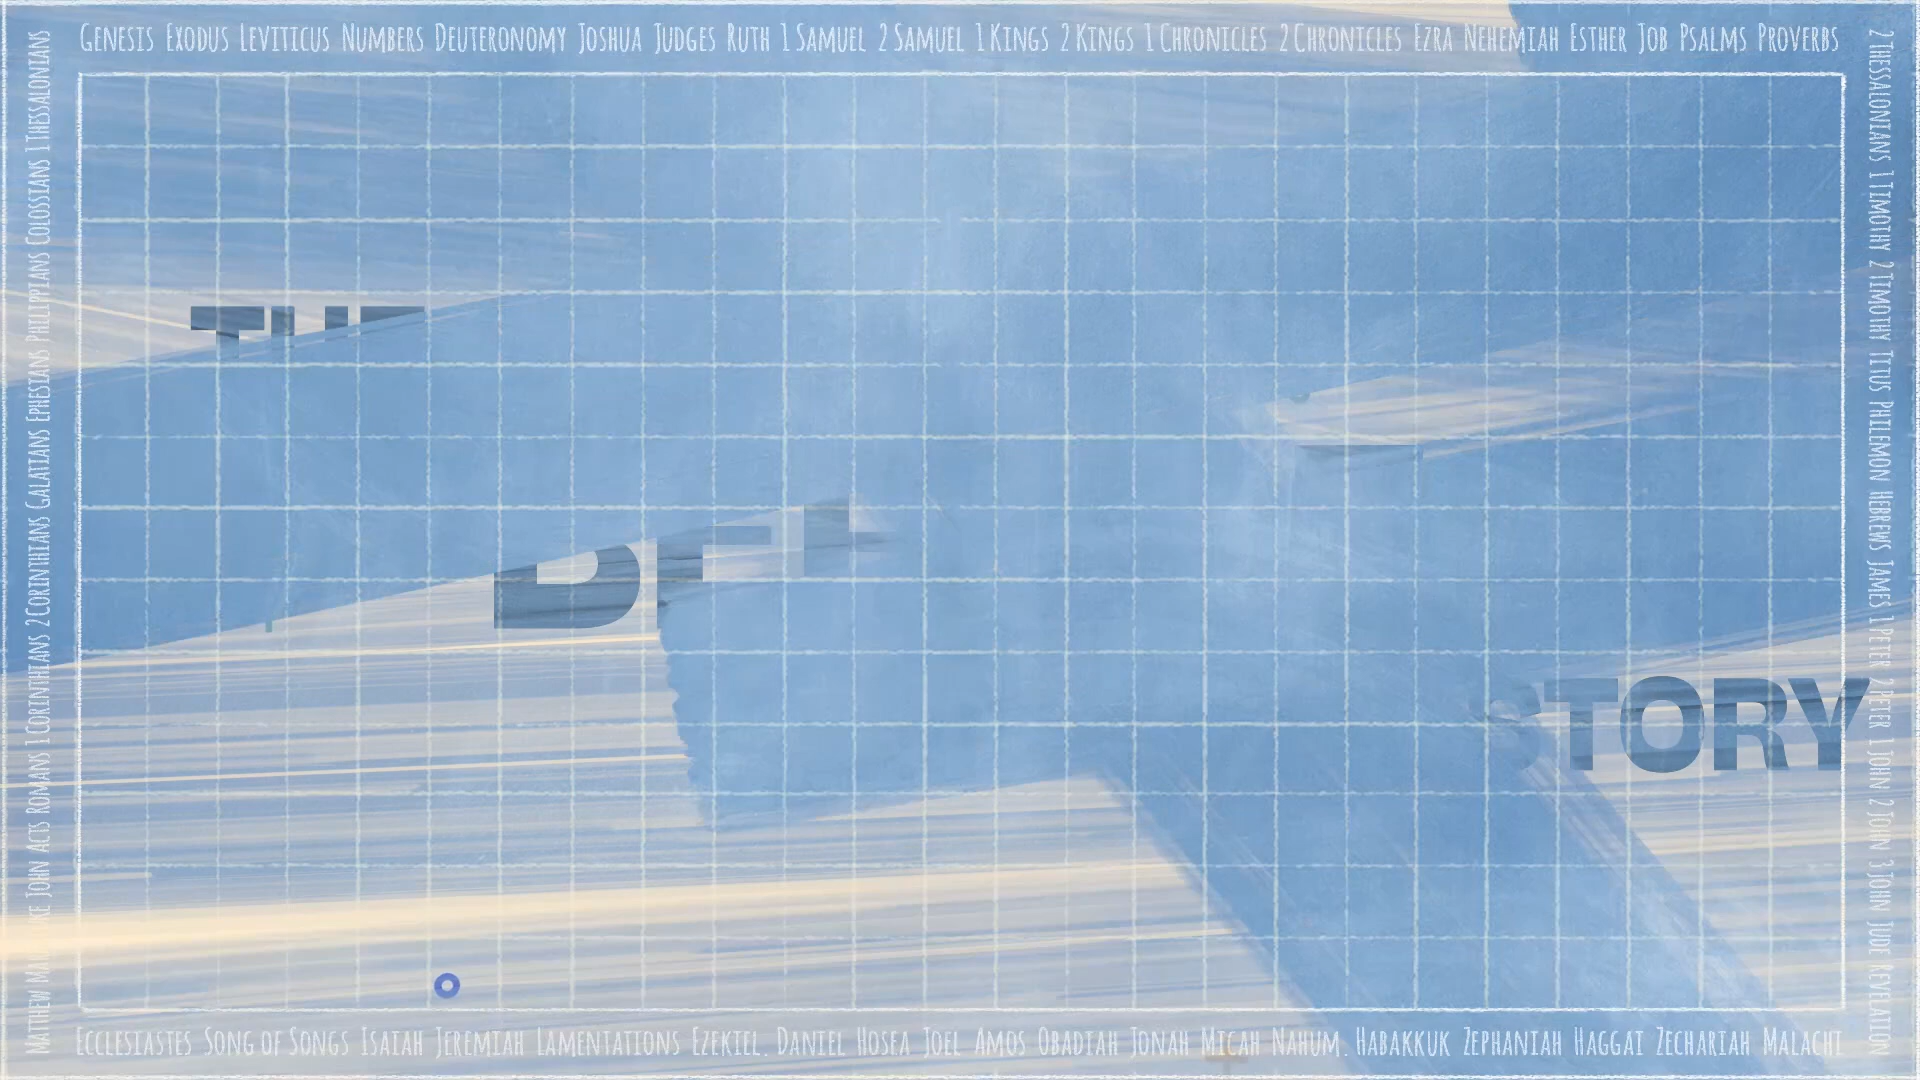 Genesis Exodus Leviticus Numbers Deuteronomy Joshua Judges Ruth 1 Samuel 2 Samuel 1 Kings 2 Kings 1 Chronicles 2 Chronicles Ezra Nehemiah Esther Job Psalms Proverbs
Matthew John Acts Romans 1 Corinthians 2 Corinthians Galatians Ephesians Philippians Colossians 1 Thessalonians
2 Thessalonians 1 Timothy 2 Timothy Titus Philemon Hebrews James 1 Peter 2 Peter 1 John 2 John 3 John Jude Revelation
THE
STORY
Ecclesiastes Song of Songs Isaiah Jeremiah Lamentations Ezekiel. Daniel Hosea Joel Amos Obadiah Jonah Micah Nahum. Habakkuk Zephaniah Haggai Zechariah Malachi